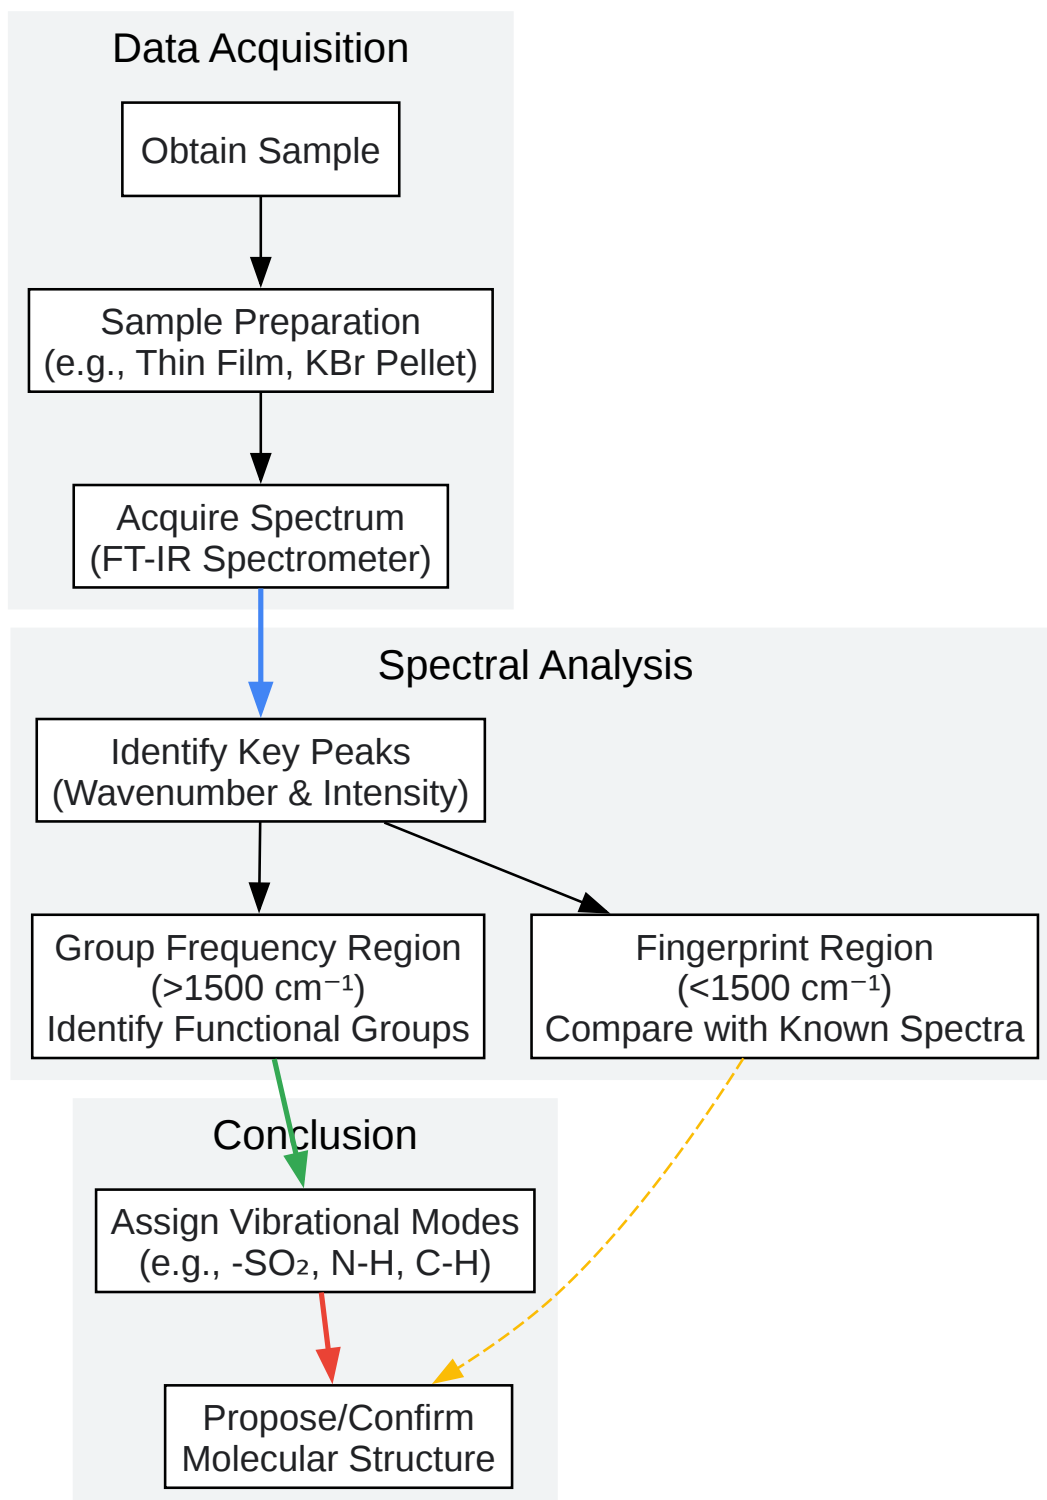 Data Acquisition
Obtain Sample
Sample Preparation
(e.g., Thin Film, KBr Pellet)
Acquire Spectrum
(FT-IR Spectrometer)
Spectral Analysis
Identify Key Peaks
(Wavenumber & Intensity)
Group Frequency Region
(>1500 cm⁻¹)
Identify Functional Groups
Fingerprint Region
(<1500 cm⁻¹)
Compare with Known Spectra
Conclusion
Assign Vibrational Modes
(e.g., -SO₂, N-H, C-H)
Propose/Confirm
Molecular Structure